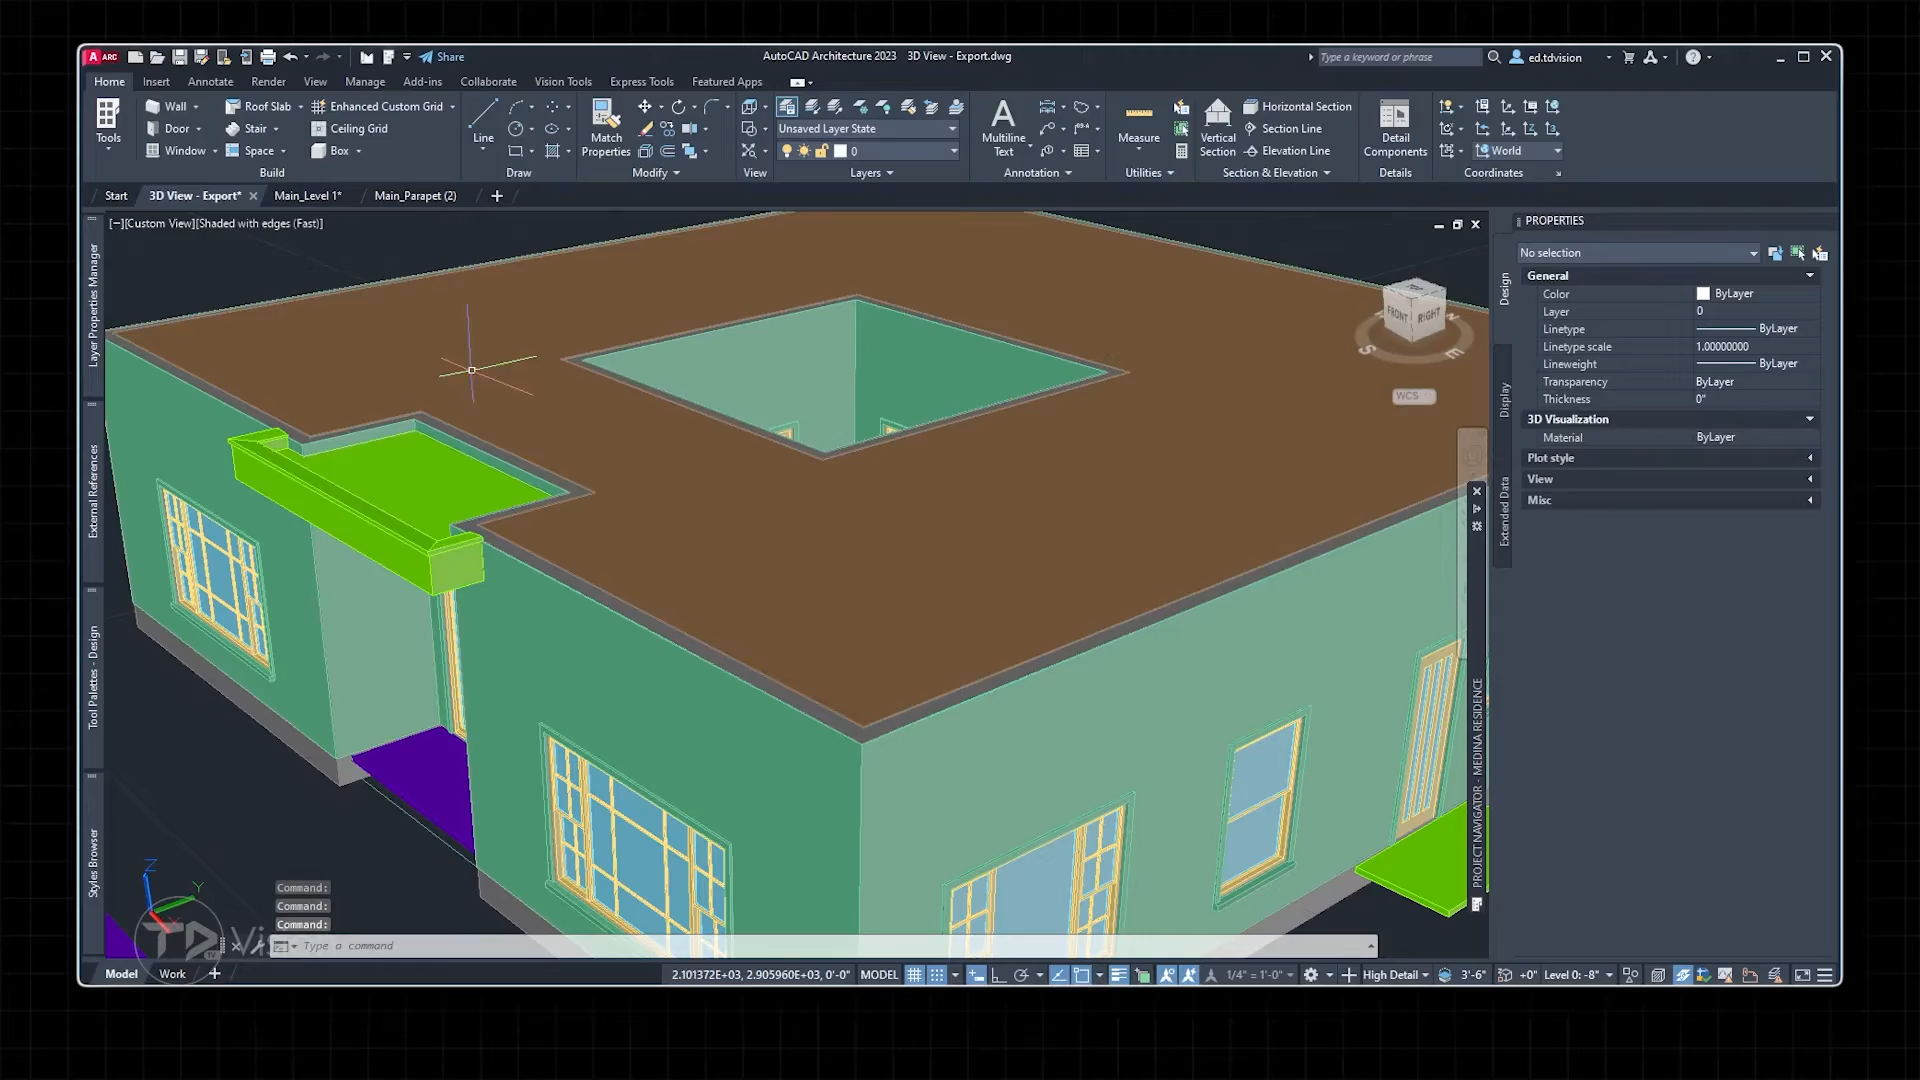 A ARC Share AutoCAD Architecture 2023 3D View - Export.dwg Type a keyword or phrase ed.tdvision
Home Insert Annotate Render View Manage Add-ins Collaborate Vision Tools Express Tools Featured Apps
Tools
Wall Roof Slab Enhanced Custom Grid
Door Stair Ceiling Grid
Window Space Box
Build
Line
Draw
Match
Properties
Modify
View
Unsaved Layer State
0
Layers
A
Multiline
Text
Annotation
Measure
Utilities
Vertical
Section
Horizontal Section
Section Line
Elevation Line
Section & Elevation
Detail
Components
Details
World
Coordinates
Start 3D View - Export* Main_Level 1* Main_Parapet (2)
[−][Custom View][Shaded with edges (Fast)]
Layer Properties Manager
External References
Tool Palettes - Design
Styles Browser
FRONT RIGHT
S E
WCS
PROJECT NAVIGATOR - MEDINA RESIDENCE
PROPERTIES
No selection
Design
Display
Extended Data
General
Color ByLayer
Layer 0
Linetype ByLayer
Linetype scale 1.00000000
Lineweight ByLayer
Transparency ByLayer
Thickness 0"
3D Visualization
Material ByLayer
Plot style
View
Misc
Z
Y
X
Command:
Command:
Command:
Type a command
Model Work
2.101372E+03, 2.905960E+03, 0'-0" MODEL 1/4" = 1'-0" High Detail 3'-6" +0" Level 0: -8"